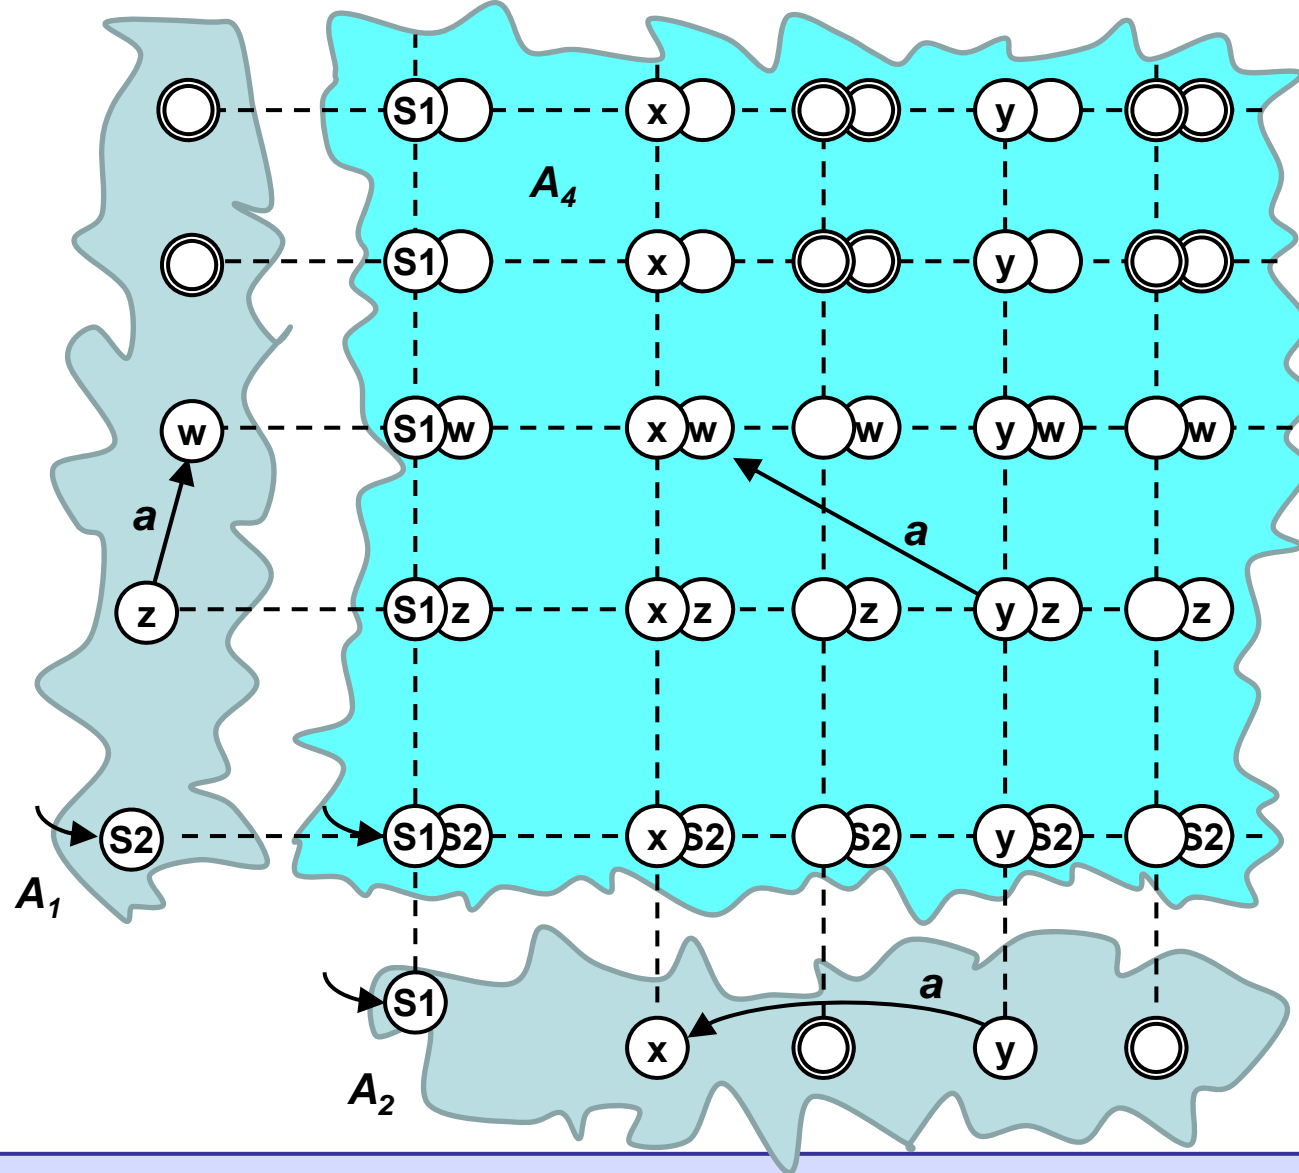 S1 x y
A4
S1 x y
w S1 w x w w y w w
a a
z S1 z x z z y z z
S2 S1 S2 x S2 S2 y S2 S2
A1
S1 a
x y
A2